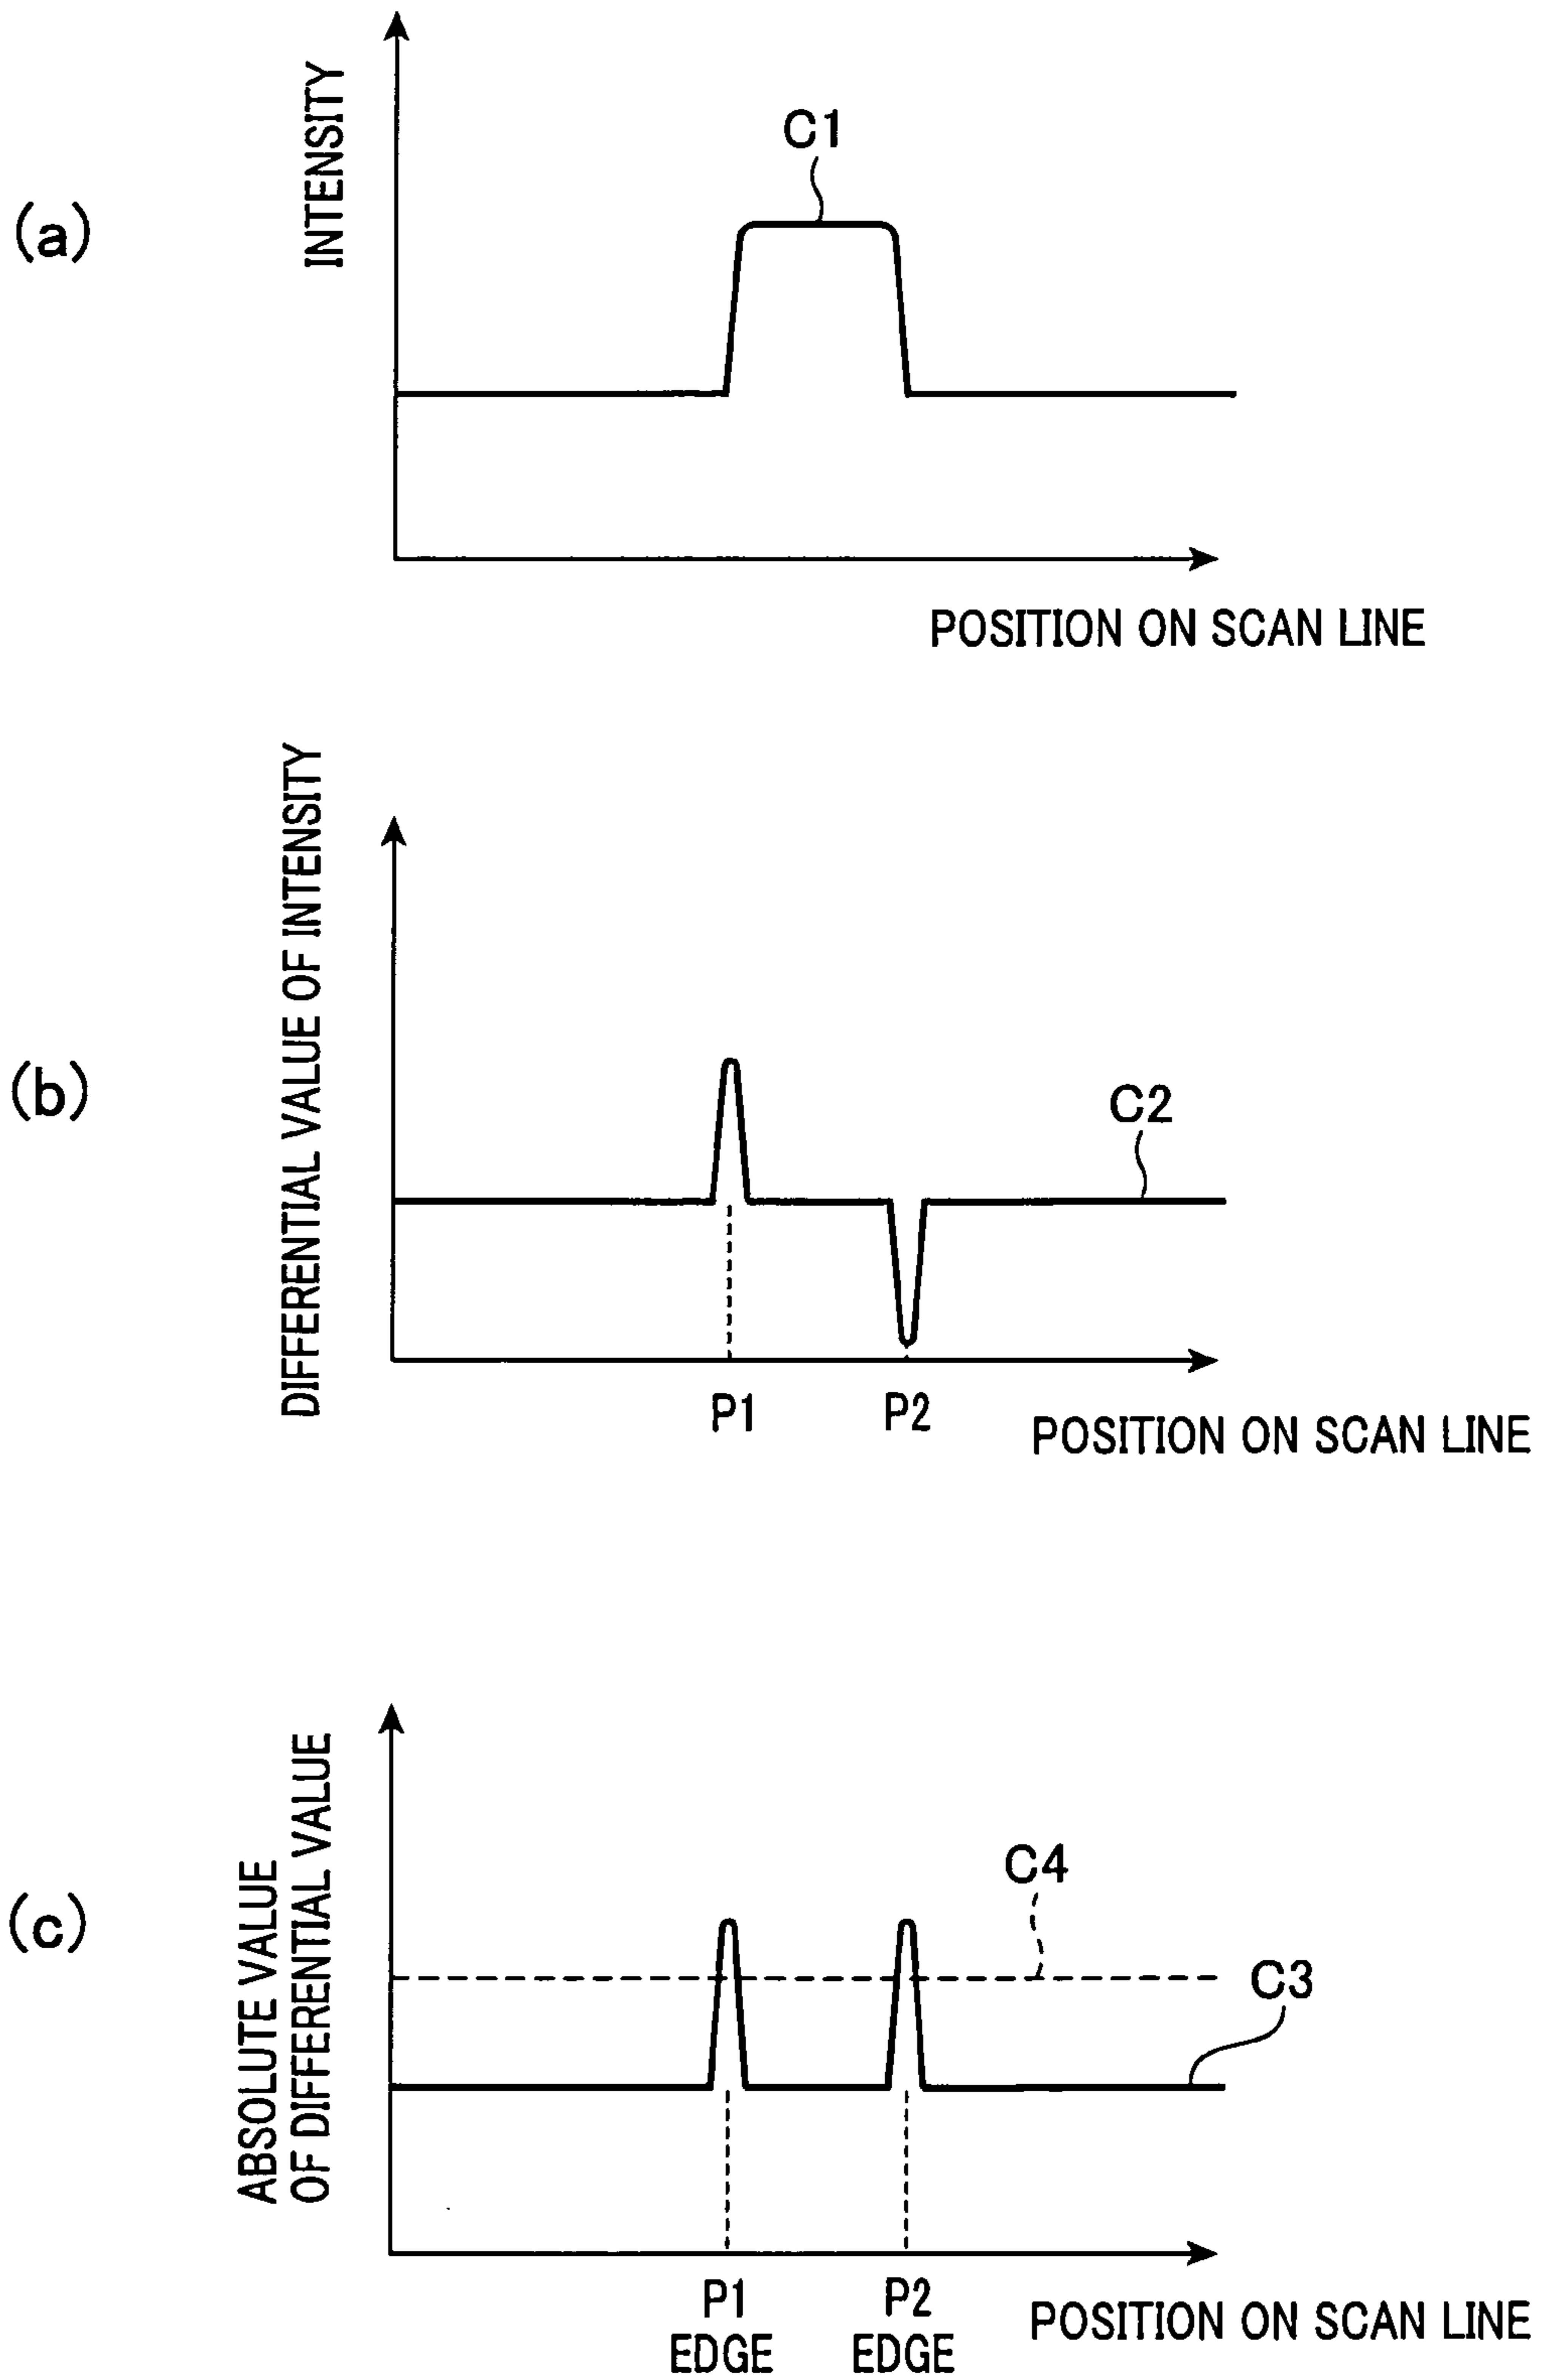 (a)
INTENSITY
C1
POSITION ON SCAN LINE
(b)
DIFFERENTIAL VALUE OF INTENSITY
C2
P1
P2
POSITION ON SCAN LINE
(c)
ABSOLUTE VALUE
OF DIFFERENTIAL VALUE
C4
C3
P1
EDGE
P2
EDGE
POSITION ON SCAN LINE